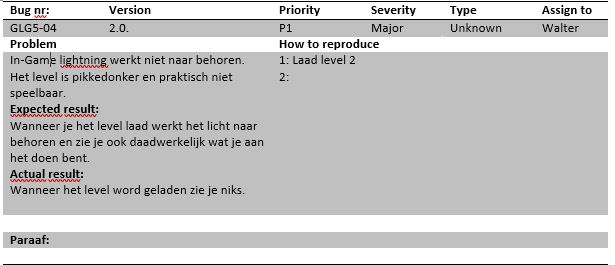 Bug nr: Version Priority Severity Type Assign to
GLG5-04 2.0. P1 Major Unknown Walter
Problem How to reproduce
In-Game lightning werkt niet naar behoren. 1: Laad level 2
Het level is pikkedonker en praktisch niet 2:
speelbaar.
Expected result:
Wanneer je het level laad werkt het licht naar
behoren en zie je ook daadwerkelijk wat je aan
het doen bent.
Actual result:
Wanneer het level word geladen zie je niks.
Paraaf: